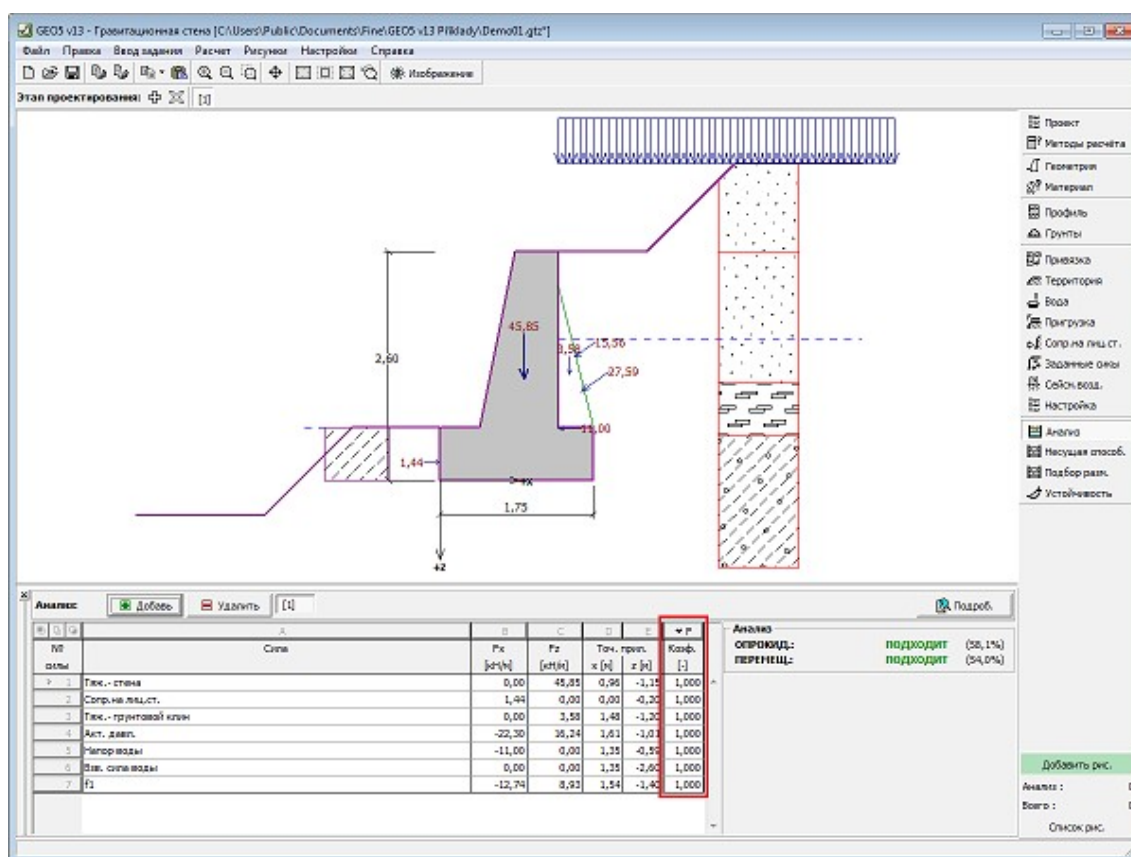 GEO5 v13 - Гравитационная стена [C:\Users\Public\Documents\Fine\GEO5 v13 Příklady\Demo01.gtz*]
Файл Правка Ввод задания Расчет Рисунки Настройки Справка
Изображение
Этап проектирования: [1]
Проект
Методы расчёта
Геометрия
Материал
Профиль
Грунты
Привязка
Территория
Вода
Пригрузка
Сопр.на лиц.ст.
Заданные силы
Сейсм.возд.
Настройка
Анализ
Несущая способ.
Подбор разм.
Устойчивость
45,85
3,58
15,56
27,59
2,60
11,00
1,44
+x
1,75
+z
Анализ: Добавь Удалить [1] Подроб.
A B C D E F
№ силы Сила Fx [кН/м] Fz [кН/м] Точ. прил. x [м] z [м] Коэф. [-]
1 Тяж.- стена 0,00 45,85 0,96 -1,15 1,000
2 Сопр.на лиц.ст. 1,44 0,00 0,00 -0,20 1,000
3 Тяж.- грунтовой клин 0,00 3,58 1,48 -1,20 1,000
4 Акт. давл. -22,30 16,24 1,61 -1,01 1,000
5 Напор воды -11,00 0,00 1,35 -0,59 1,000
6 Взв. сила воды 0,00 0,00 1,35 -2,60 1,000
7 f1 -12,74 8,93 1,54 -1,40 1,000
Анализ
ОПРОКИД.: ПОДХОДИТ (58,1%)
ПЕРЕМЕЩ.: ПОДХОДИТ (54,0%)
Добавить рис.
Анализ :
Всего :
Список рис.